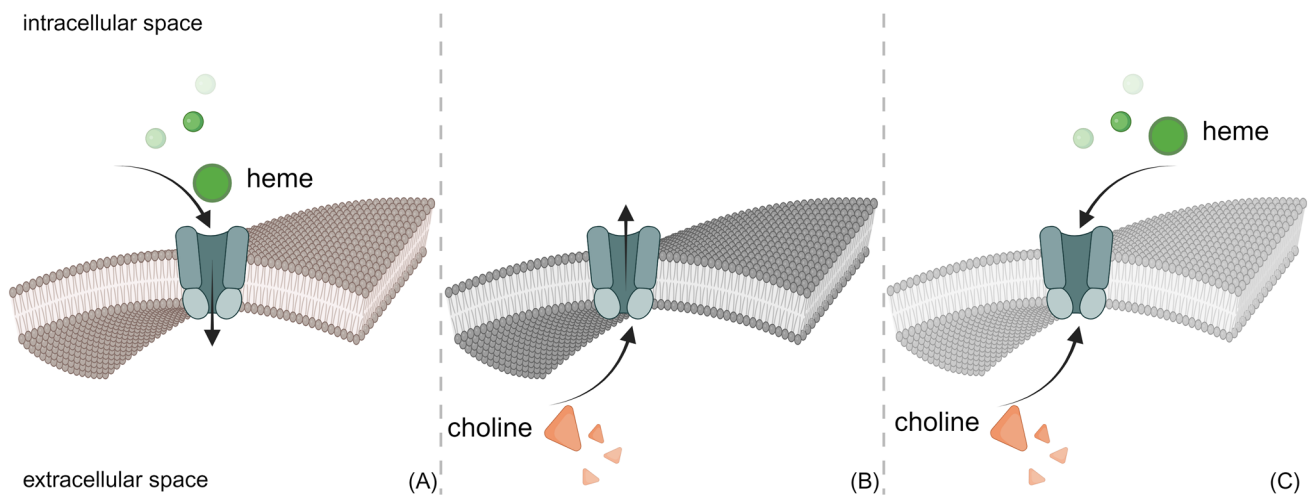 intracellular space
heme
heme
choline
choline
extracellular space
(A)
(B)
(C)